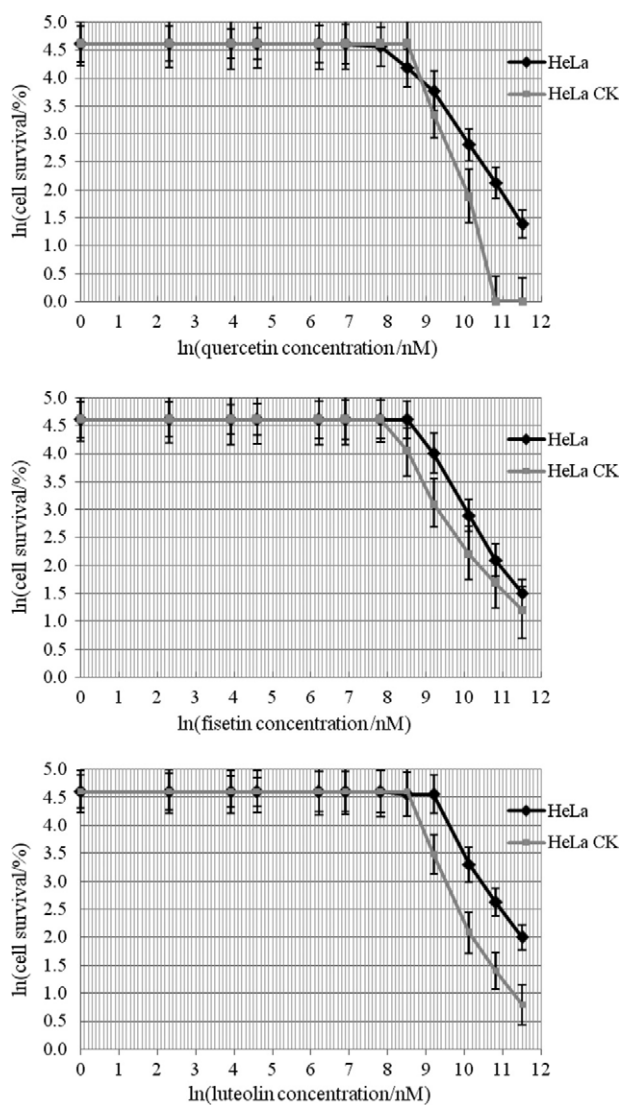 5.0
4.5
4.0
3.5
3.0
2.5
2.0
1.5
1.0
0.5
0.0
ln(cell survival/%)
HeLa
HeLa CK
0 1 2 3 4 5 6 7 8 9 10 11 12
ln(quercetin concentration/nM)
5.0
4.5
4.0
3.5
3.0
2.5
2.0
1.5
1.0
0.5
0.0
ln(cell survival/%)
HeLa
HeLa CK
0 1 2 3 4 5 6 7 8 9 10 11 12
ln(fisetin concentration/nM)
5.0
4.5
4.0
3.5
3.0
2.5
2.0
1.5
1.0
0.5
0.0
ln(cell survival/%)
HeLa
HeLa CK
0 1 2 3 4 5 6 7 8 9 10 11 12
ln(luteolin concentration/nM)